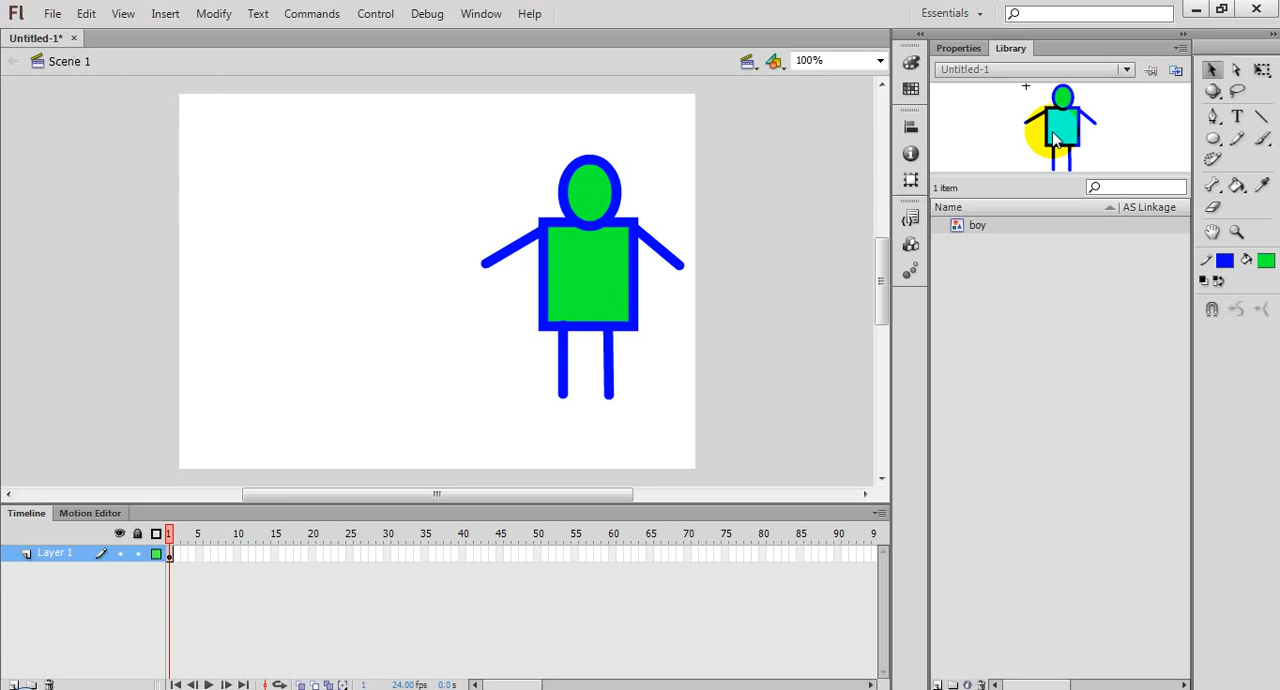 Fl File Edit View Insert Modify Text Commands Control Debug Window Help Essentials
Untitled-1* ×
Scene 1 100%
Properties Library
Untitled-1
1 item
Name AS Linkage
boy
Timeline Motion Editor
1 5 10 15 20 25 30 35 40 45 50 55 60 65 70 75 80 85 90 9
Layer 1
1 24.00 fps 0.0 s